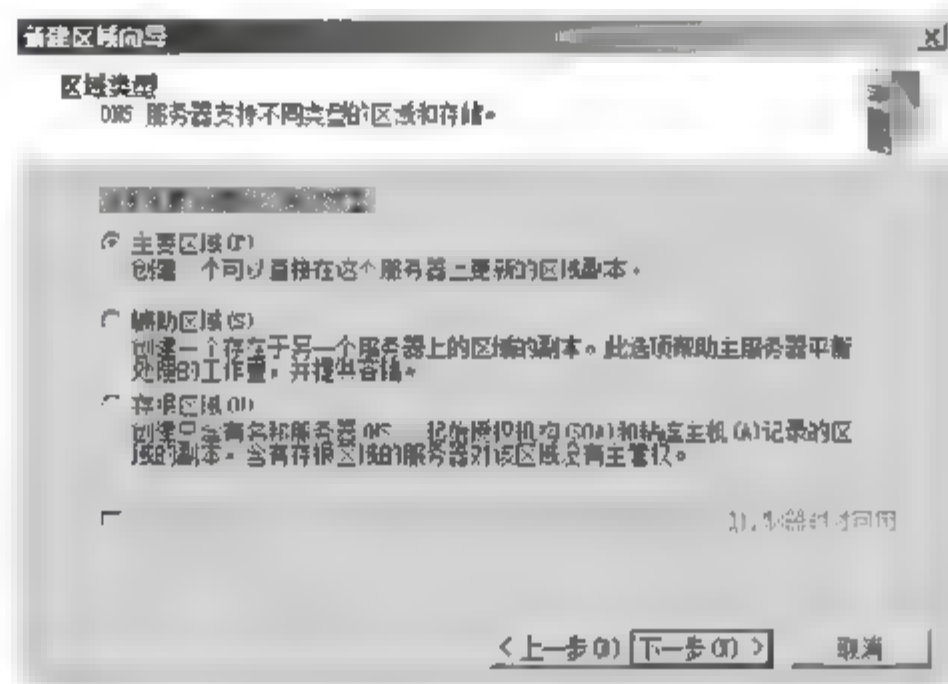 新建区域向导
区域类型
DNS 服务器支持不同类型的区域和存储。
主要区域(P)
创建 个可以直接在这个服务器上更新的区域副本。
辅助区域(S)
创建一个存在于另一个服务器上的区域的副本。此选项帮助主服务器平衡
处理的工作量,并提供容错。
存根区域(U)
创建只含有名称服务器(NS) 起始授权机构(SOA)和粘连主机(A)记录的区
域的副本。含有存根区域的服务器对该区域没有主管权。
< 上一步(B) 下一步(N) > 取消